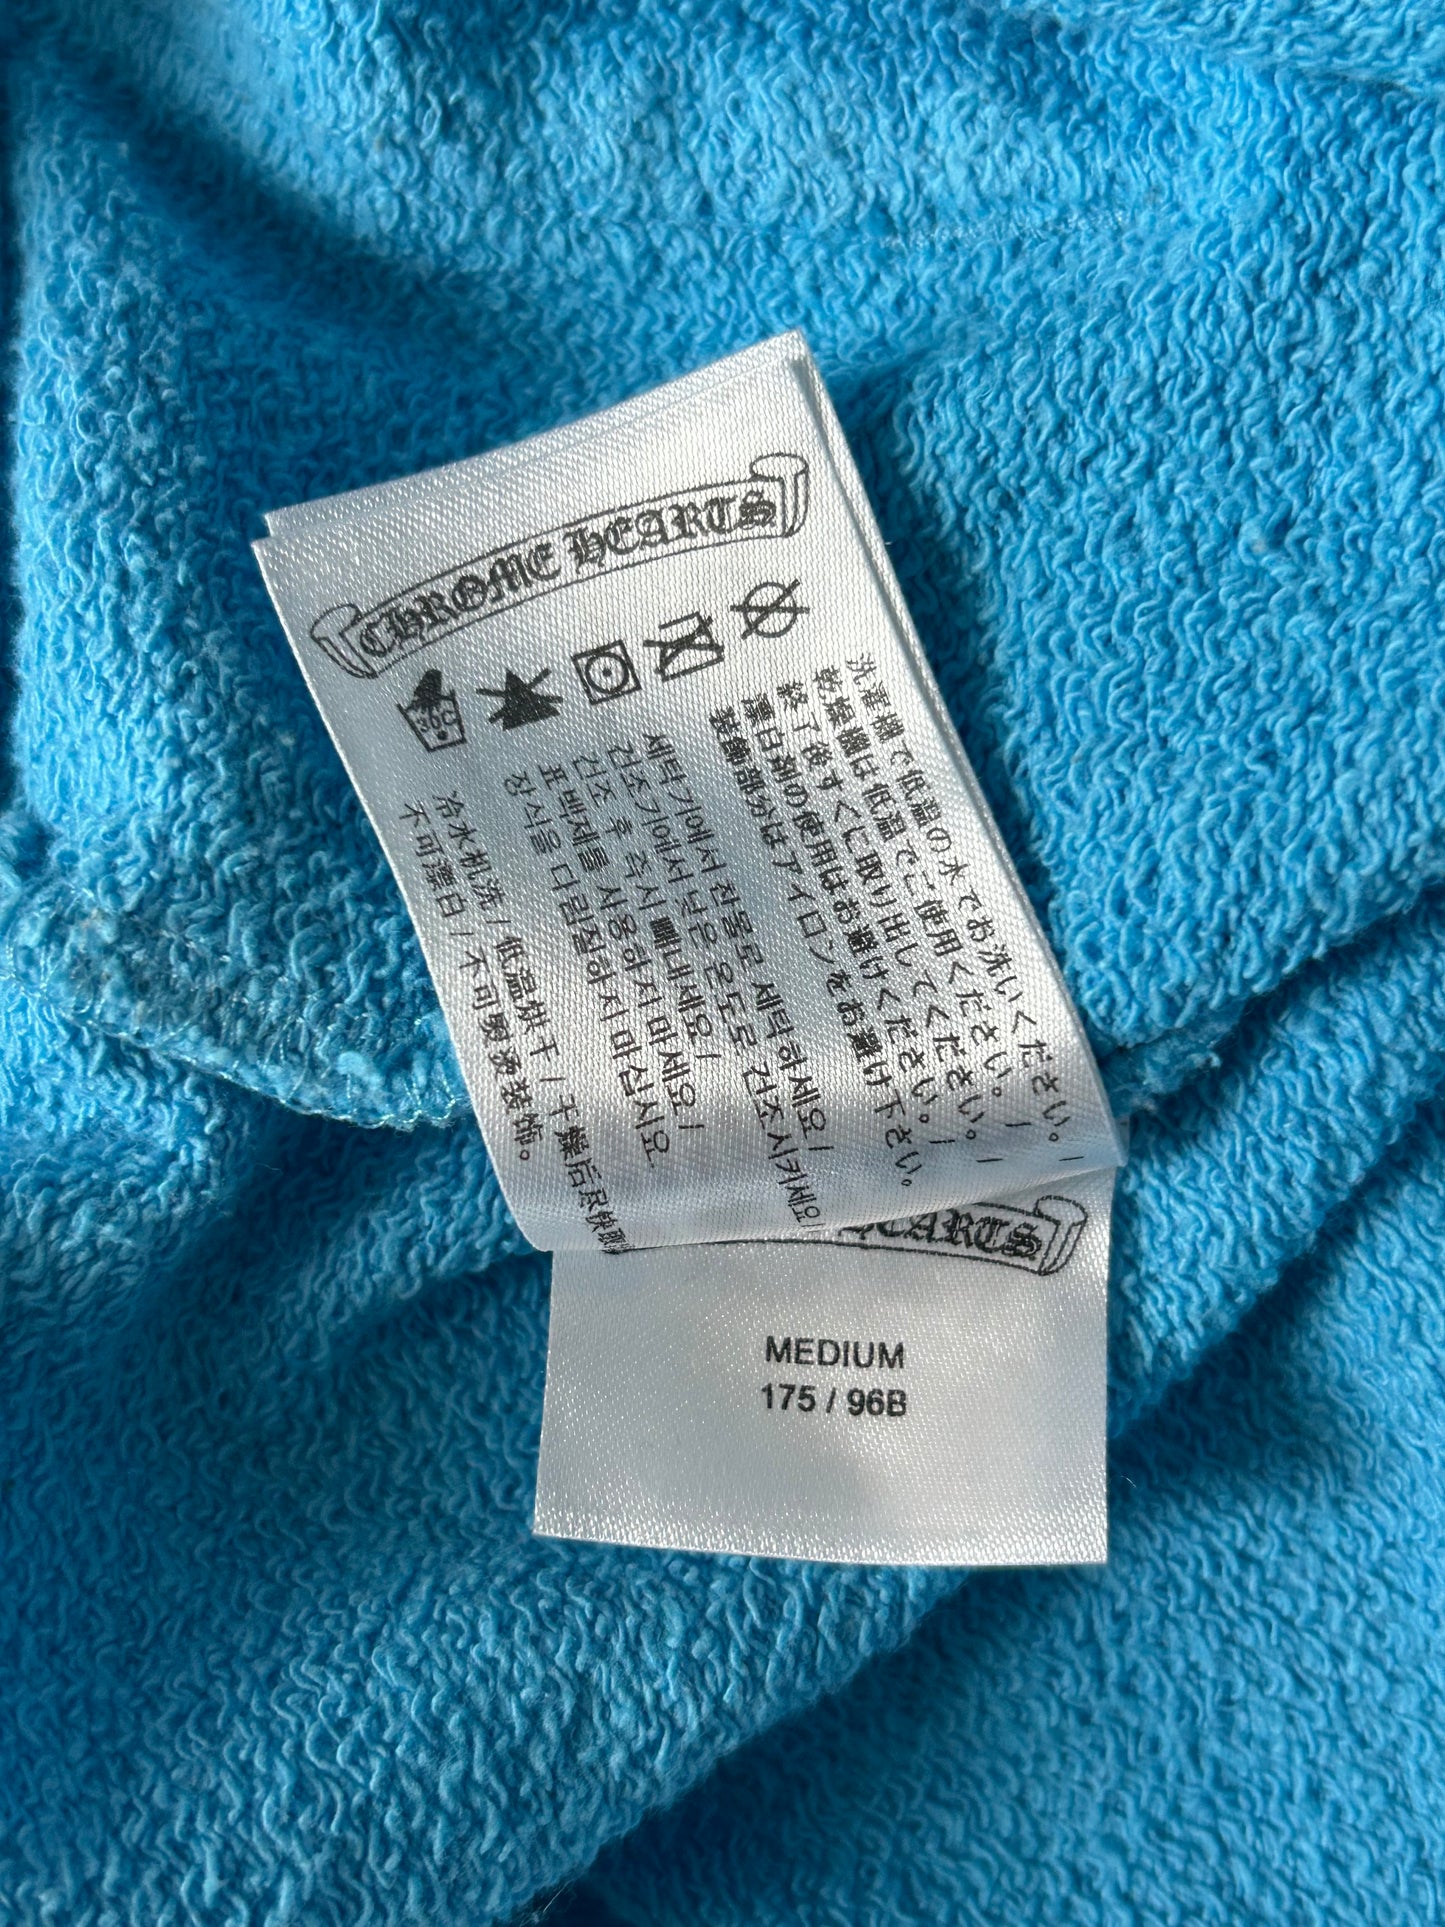 CHROME HEARTS
洗濯機で低温の水でお洗いください。/
乾燥機は低温でご使用ください。/
終了後すぐに取り出してください。/
漂白剤の使用はお避けください。/
装飾部分はアイロンをお避け下さい。
세탁기에서 찬물로 세탁하세요/
건조기에서 낮은 온도로 건조시키세요/
건조 후 즉시 빼내세요/
표백제를 사용하지 마세요/
장식을 다림질하지 마십시요.
冷水机洗/低温烘干/干燥后尽快取
不可漂白/不可熨烫装饰。
HEARTS
MEDIUM
175 / 96B